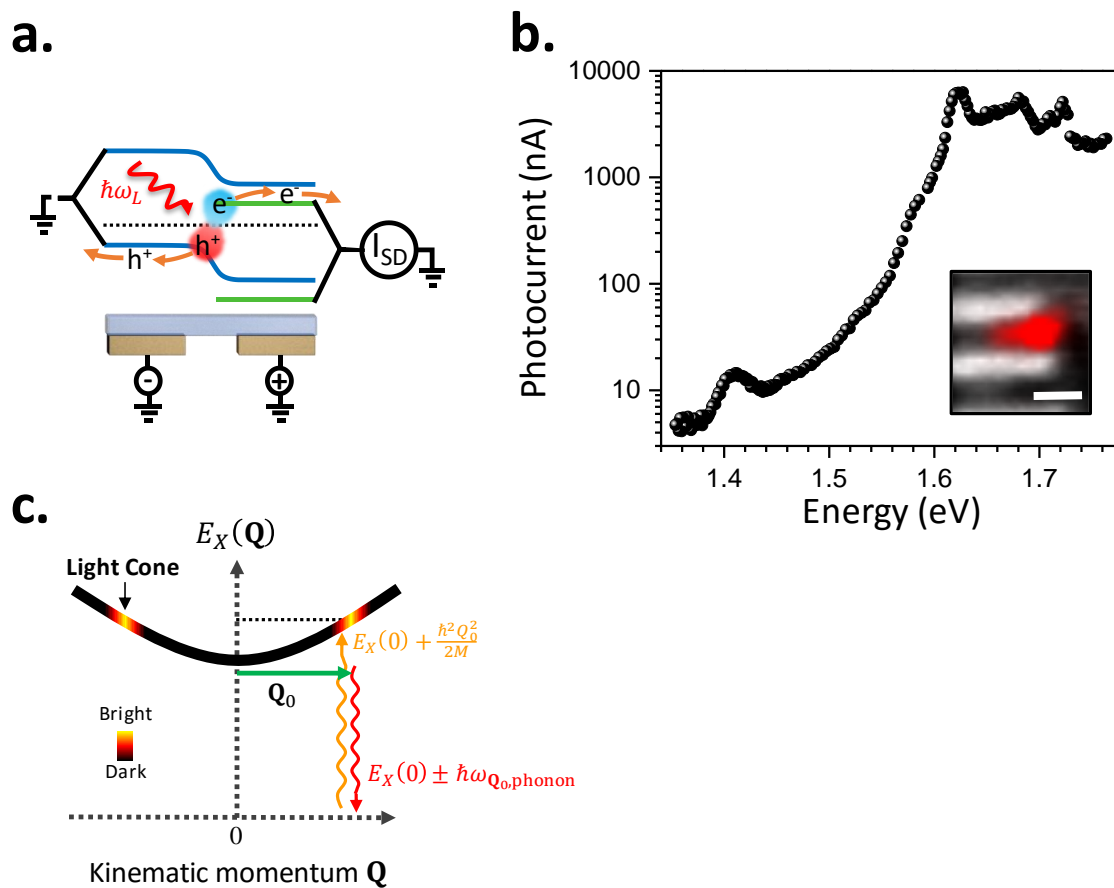 a.
ħω_L
e⁻
e⁻
h⁺
h⁺
I_SD
-
+
b.
Photocurrent (nA)
10000
1000
100
10
1.4
1.5
1.6
1.7
Energy (eV)
c.
E_X(𝐐)
Light Cone
E_X(0) + ħ²Q₀²/2M
𝐐₀
Bright
Dark
E_X(0) ± ħω_𝐐₀,phonon
0
Kinematic momentum 𝐐